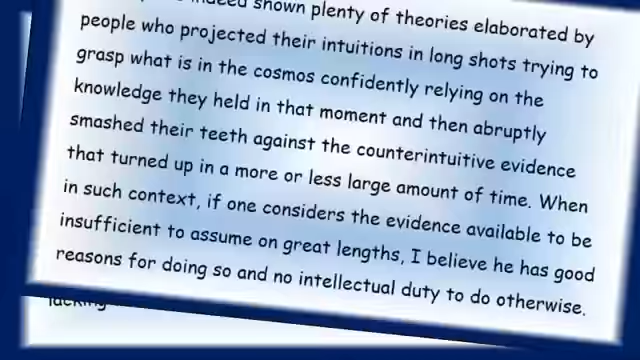 indeed shown plenty of theories elaborated by
people who projected their intuitions in long shots trying to
grasp what is in the cosmos confidently relying on the
knowledge they held in that moment and then abruptly
smashed their teeth against the counterintuitive evidence
that turned up in a more or less large amount of time. When
in such context, if one considers the evidence available to be
insufficient to assume on great lengths, I believe he has good
reasons for doing so and no intellectual duty to do otherwise.
lacking